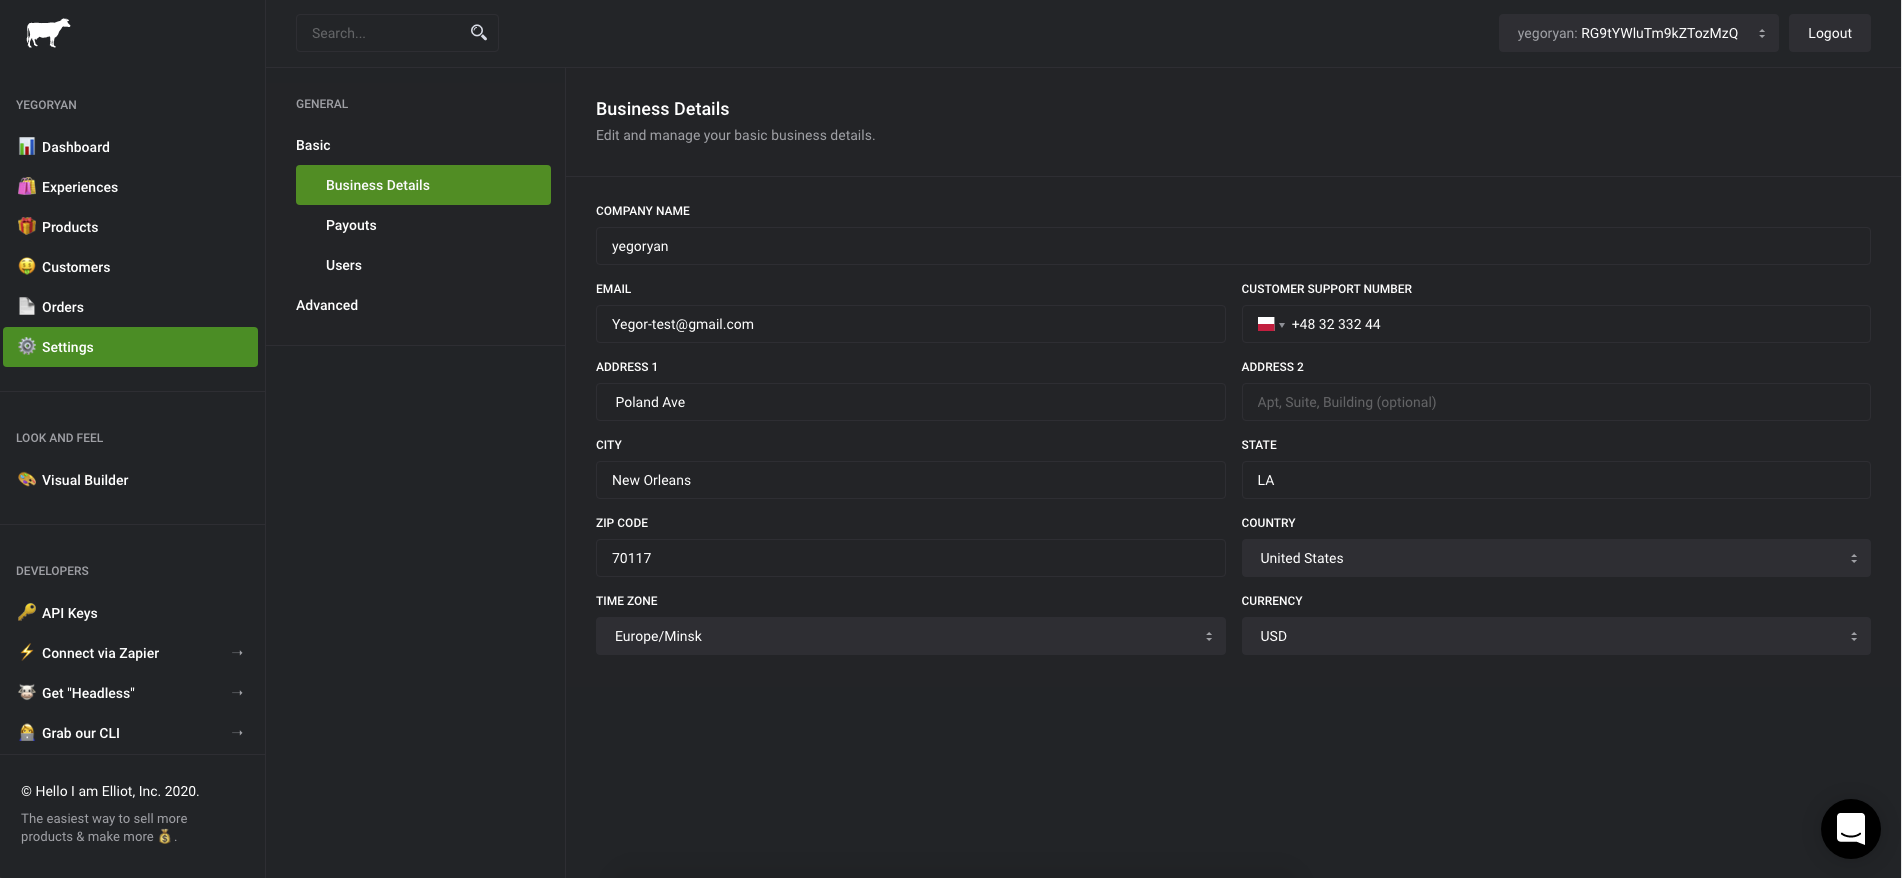 Search...
yegoryan: RG9tYWluTm9kZTozMzQ
Logout
YEGORYAN
Dashboard
Experiences
Products
Customers
Orders
Settings
LOOK AND FEEL
Visual Builder
DEVELOPERS
API Keys
Connect via Zapier →
Get "Headless" →
Grab our CLI →
© Hello I am Elliot, Inc. 2020.
The easiest way to sell more
products & make more 💰.
GENERAL
Basic
Business Details
Payouts
Users
Advanced
Business Details
Edit and manage your basic business details.
COMPANY NAME
yegoryan
EMAIL
Yegor-test@gmail.com
CUSTOMER SUPPORT NUMBER
+48 32 332 44
ADDRESS 1
Poland Ave
ADDRESS 2
Apt, Suite, Building (optional)
CITY
New Orleans
STATE
LA
ZIP CODE
70117
COUNTRY
United States
TIME ZONE
Europe/Minsk
CURRENCY
USD